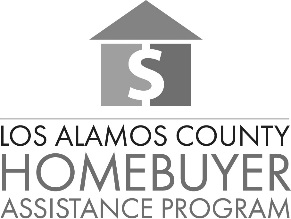 $
LOS ALAMOS COUNTY
HOMEBUYER
ASSISTANCE PROGRAM